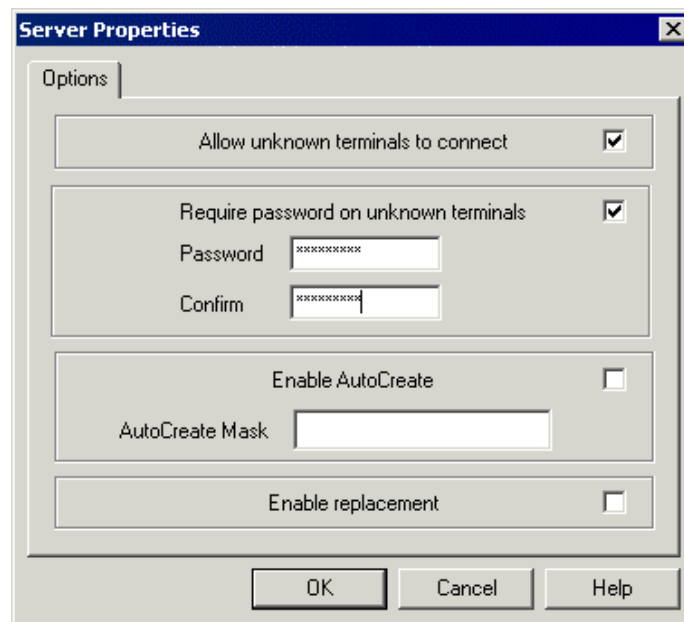 Server Properties
Options
Allow unknown terminals to connect
Require password on unknown terminals
Password *********
Confirm *********
Enable AutoCreate
AutoCreate Mask
Enable replacement
OK Cancel Help